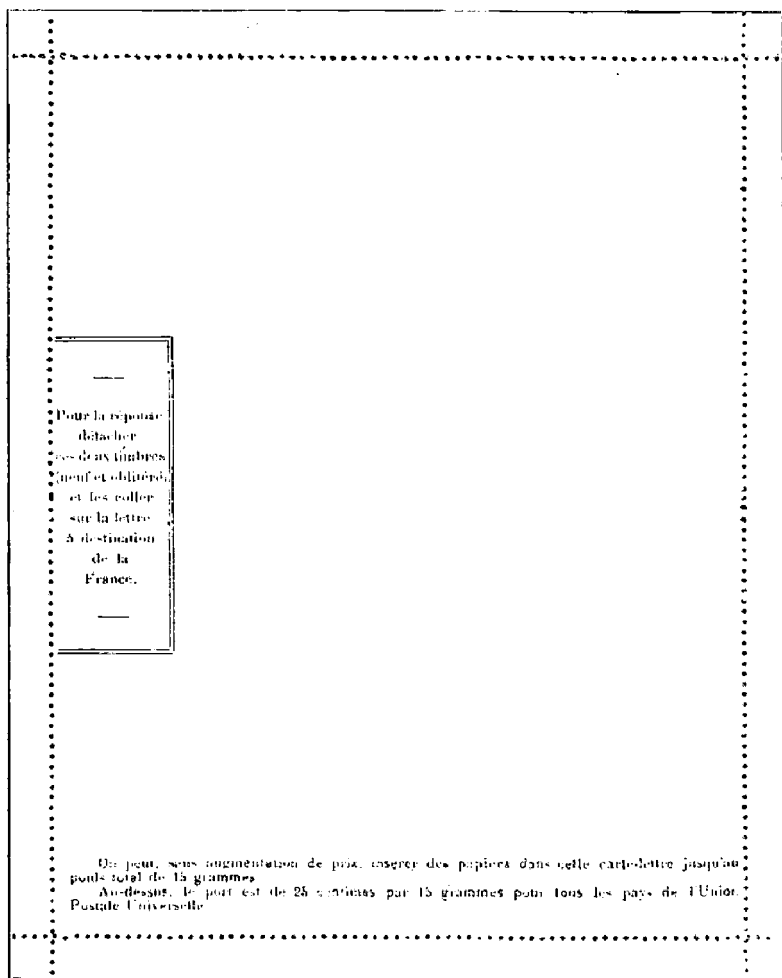 Pour la réponse
détacher
ces deux timbres
(neuf et oblitéré)
et les coller
sur la lettre
à destination
de la
France.
On peut, sans augmentation de prix, insérer des papiers dans cette carte-lettre jusqu'au
poids total de 15 grammes
Au-dessus, le port est de 25 centimes par 15 grammes pour tous les pays de l'Union
Postale Universelle